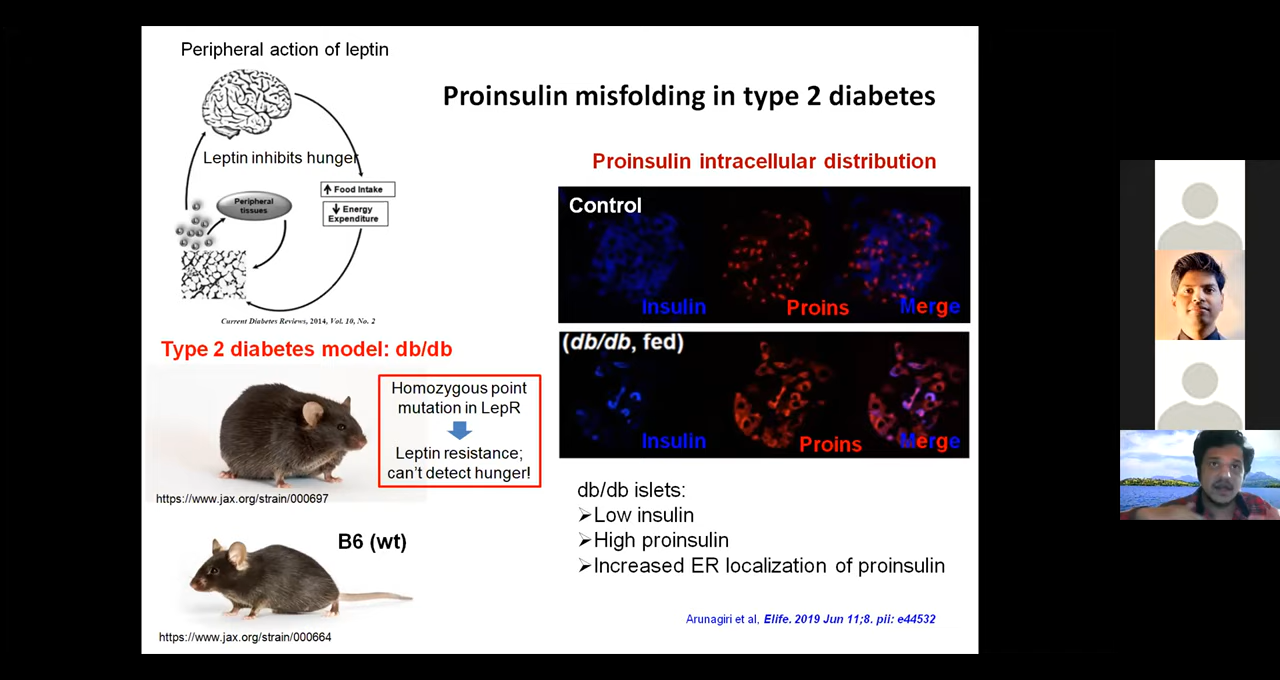 Peripheral action of leptin
Proinsulin misfolding in type 2 diabetes
Leptin inhibits hunger
Peripheral
tissues
Food Intake
Energy
Expenditure
Current Diabetes Reviews, 2014, Vol. 10, No. 2
Type 2 diabetes model: db/db
Homozygous point
mutation in LepR
Leptin resistance;
can't detect hunger!
https://www.jax.org/strain/000697
B6 (wt)
https://www.jax.org/strain/000664
Proinsulin intracellular distribution
Control
Insulin
Proins
Merge
(db/db, fed)
Insulin
Proins
Merge
db/db islets:
➢Low insulin
➢High proinsulin
➢Increased ER localization of proinsulin
Arunagiri et al, Elife. 2019 Jun 11;8. pii: e44532